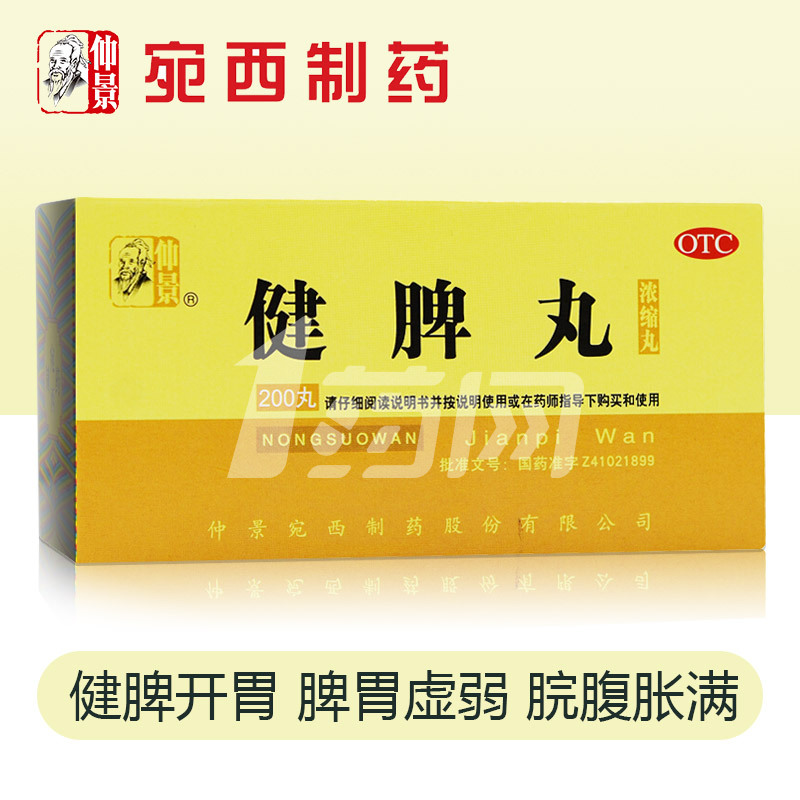 仲景 宛西制药
OTC
仲景®
健脾丸
浓缩丸
200丸 请仔细阅读说明书并按说明使用或在药师指导下购买和使用
NONGSUOWAN Jianpi Wan
批准文号：国药准字Z41021899
仲景宛西制药股份有限公司
1药网
健脾开胃 脾胃虚弱 脘腹胀满